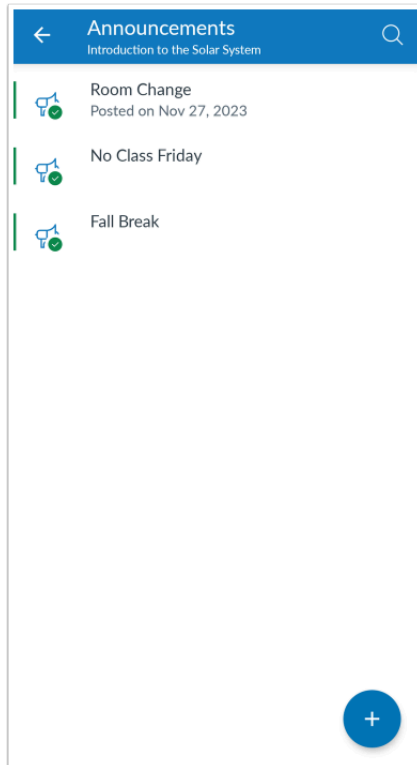 Announcements
Introduction to the Solar System
Room Change
Posted on Nov 27, 2023
No Class Friday
Fall Break
+